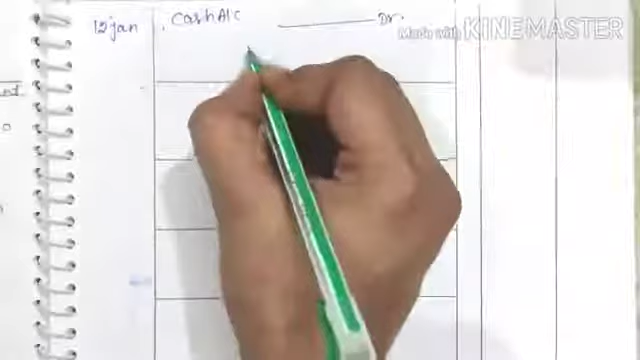 12 jan . Cash A/c ———— Dr.
Made with KINEMASTER